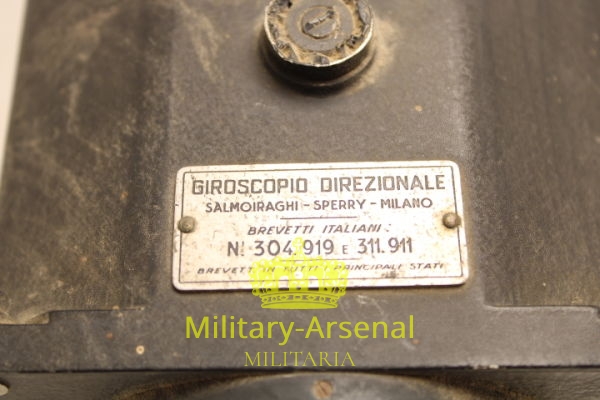 GIROSCOPIO DIREZIONALE
SALMOIRAGHI - SPERRY - MILANO
BREVETTI ITALIANI:
Nⁱ 304.919 E 311.911
BREVETTI IN TUTTI I PRINCIPALI STATI
Military-Arsenal
MILITARIA